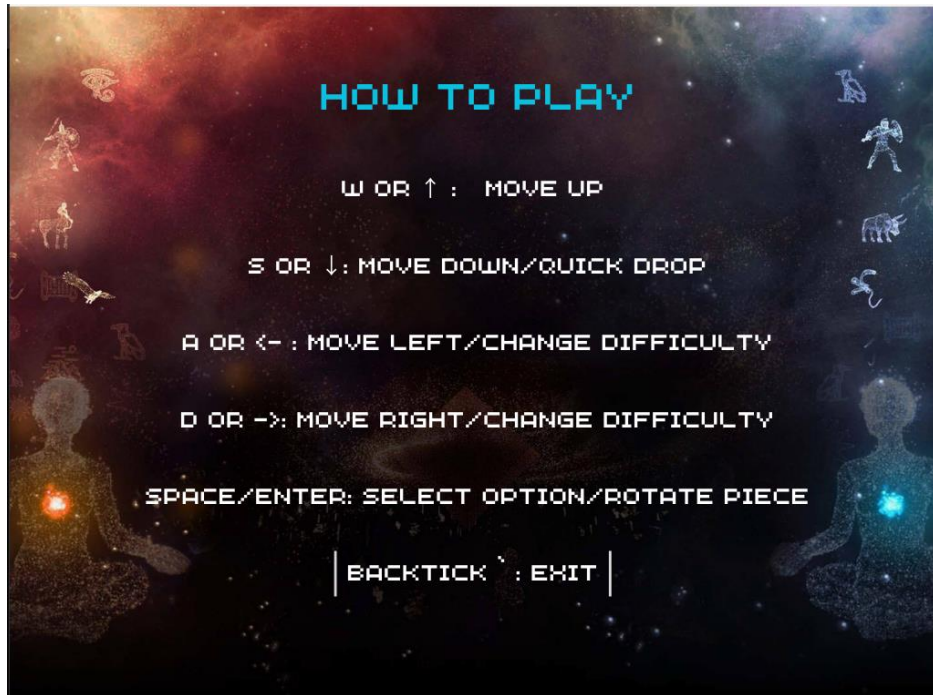 HOW TO PLAY
W OR ↑ : MOVE UP
S OR ↓: MOVE DOWN/QUICK DROP
A OR <- : MOVE LEFT/CHANGE DIFFICULTY
D OR ->: MOVE RIGHT/CHANGE DIFFICULTY
SPACE/ENTER: SELECT OPTION/ROTATE PIECE
| BACKTICK ` : EXIT |